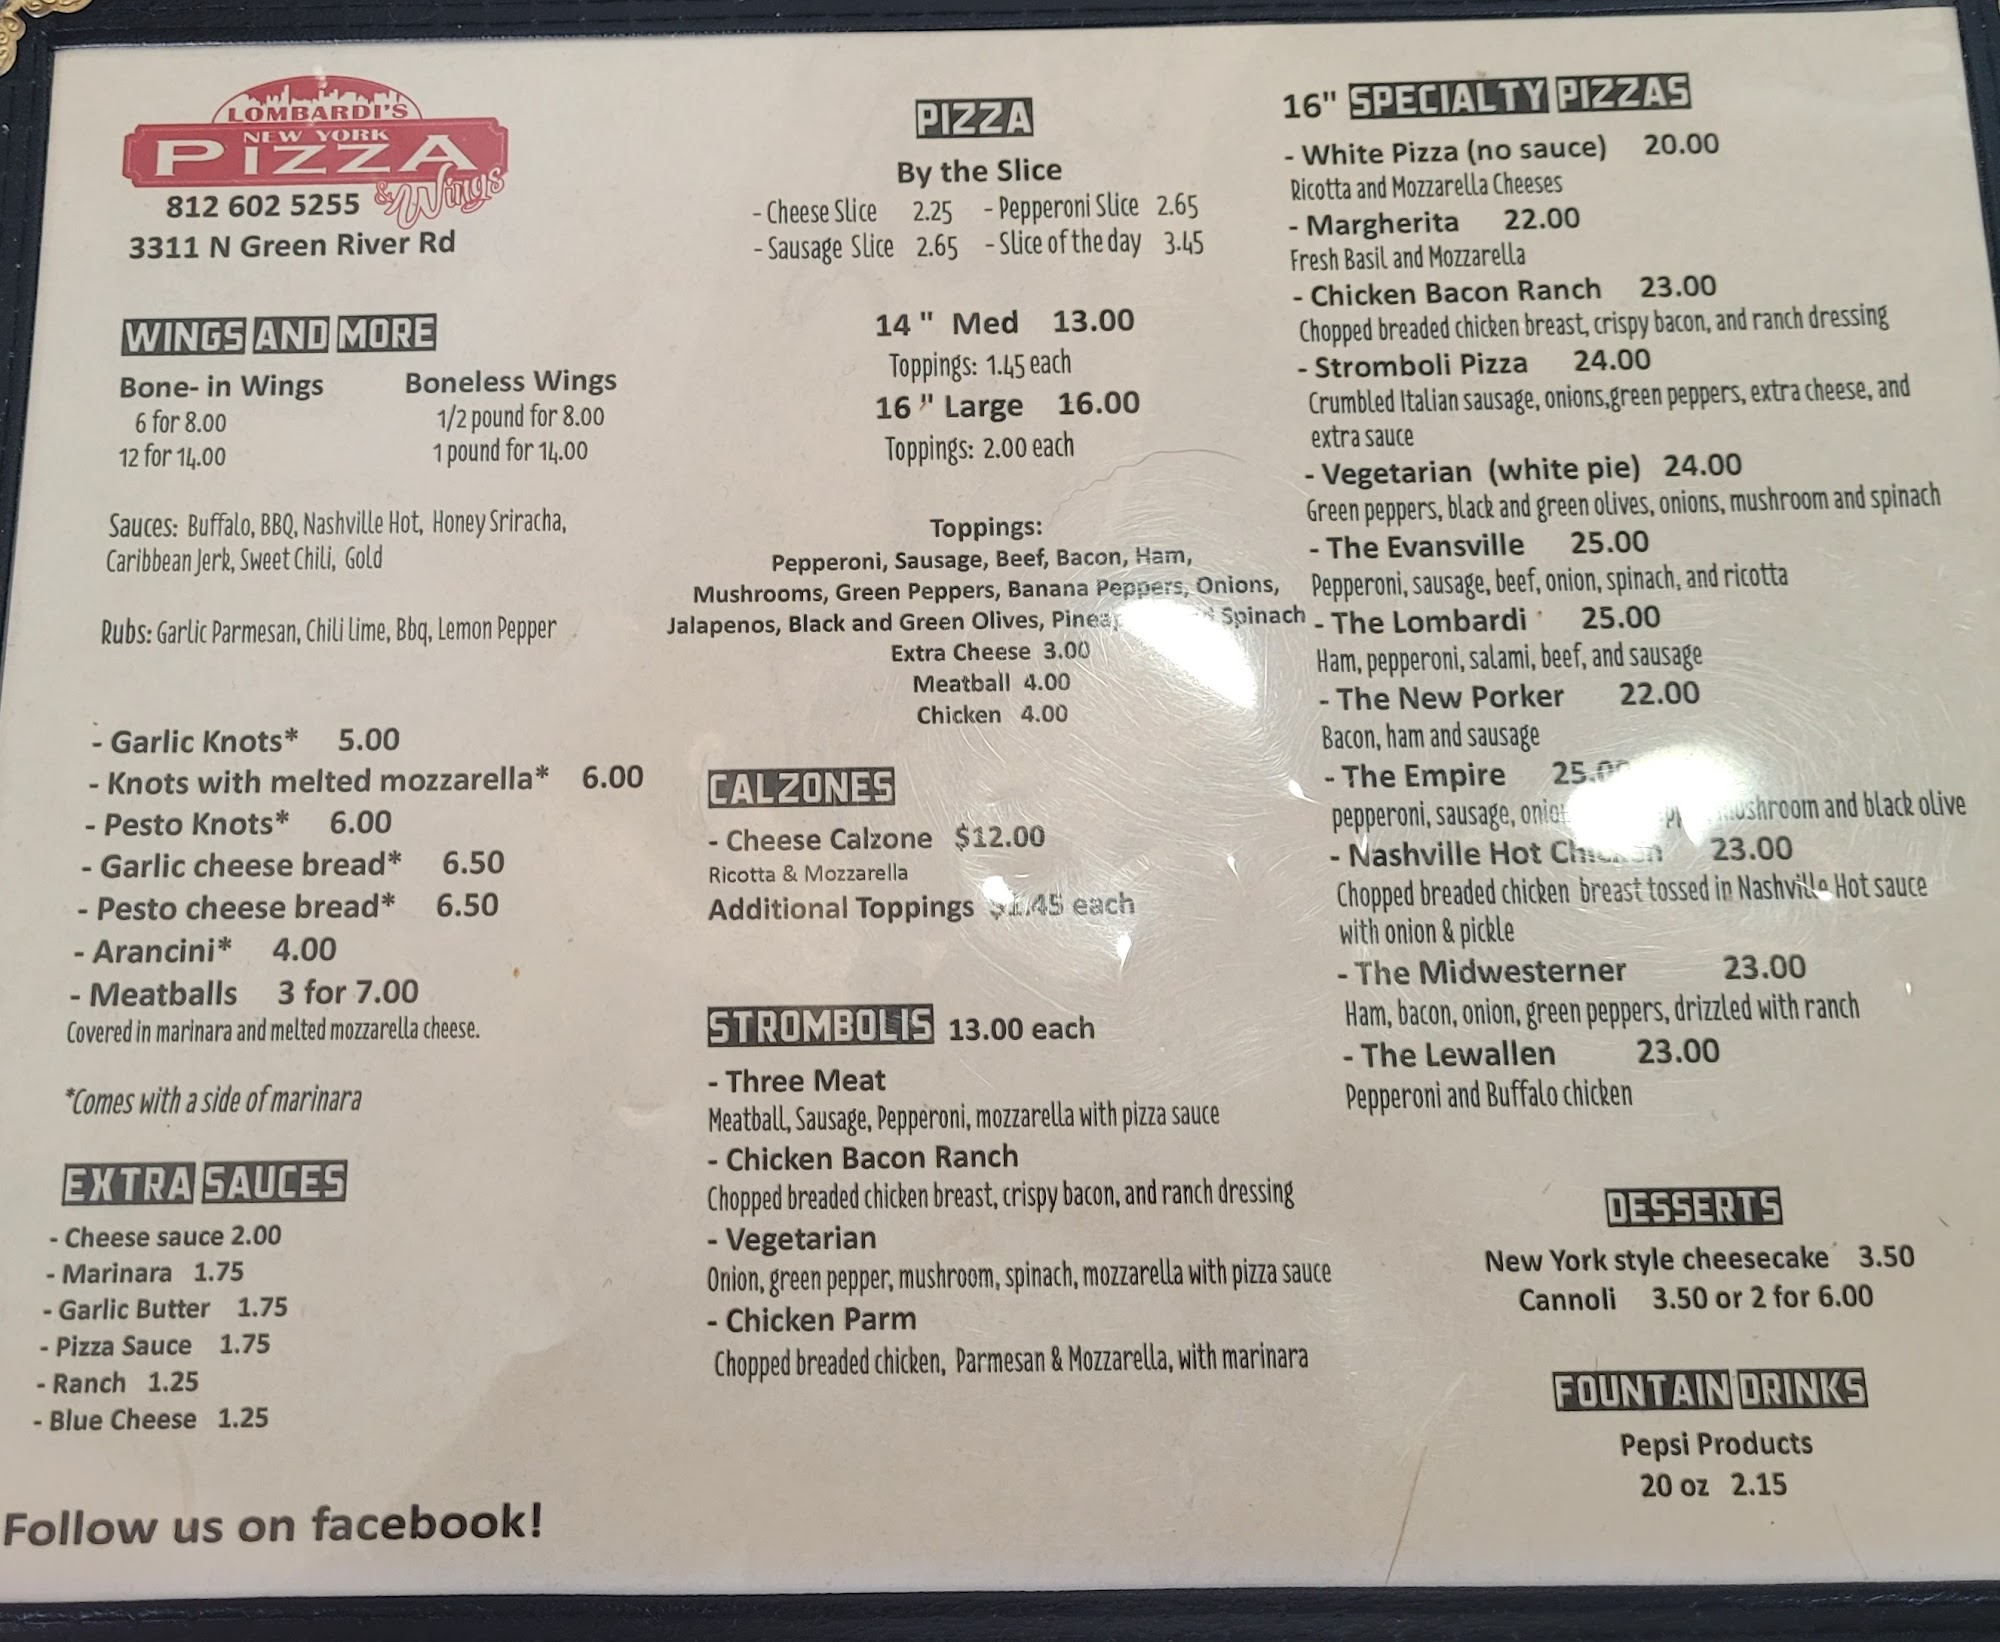 LOMBARDI'S
NEW YORK
PIZZA
& Wings
812 602 5255
3311 N Green River Rd
WINGS AND MORE
Bone- in Wings
6 for 8.00
12 for 14.00
Boneless Wings
1/2 pound for 8.00
1 pound for 14.00
Sauces: Buffalo, BBQ, Nashville Hot, Honey Sriracha,
Caribbean Jerk, Sweet Chili, Gold
Rubs: Garlic Parmesan, Chili Lime, Bbq, Lemon Pepper
- Garlic Knots* 5.00
- Knots with melted mozzarella* 6.00
- Pesto Knots* 6.00
- Garlic cheese bread* 6.50
- Pesto cheese bread* 6.50
- Arancini* 4.00
- Meatballs 3 for 7.00
Covered in marinara and melted mozzarella cheese.
*Comes with a side of marinara
EXTRA SAUCES
- Cheese sauce 2.00
- Marinara 1.75
- Garlic Butter 1.75
- Pizza Sauce 1.75
- Ranch 1.25
- Blue Cheese 1.25
Follow us on facebook!
PIZZA
By the Slice
- Cheese Slice 2.25 - Pepperoni Slice 2.65
- Sausage Slice 2.65 - Slice of the day 3.45
14 " Med 13.00
Toppings: 1.45 each
16 " Large 16.00
Toppings: 2.00 each
Toppings:
Pepperoni, Sausage, Beef, Bacon, Ham,
Mushrooms, Green Peppers, Banana Peppers, Onions,
Jalapenos, Black and Green Olives, Spinach
Extra Cheese 3.00
Meatball 4.00
Chicken 4.00
CALZONES
- Cheese Calzone $12.00
Ricotta & Mozzarella
Additional Toppings $1.45 each
STROMBOLIS 13.00 each
- Three Meat
Meatball, Sausage, Pepperoni, mozzarella with pizza sauce
- Chicken Bacon Ranch
Chopped breaded chicken breast, crispy bacon, and ranch dressing
- Vegetarian
Onion, green pepper, mushroom, spinach, mozzarella with pizza sauce
- Chicken Parm
Chopped breaded chicken, Parmesan & Mozzarella, with marinara
16" SPECIALTY PIZZAS
- White Pizza (no sauce) 20.00
Ricotta and Mozzarella Cheeses
- Margherita 22.00
Fresh Basil and Mozzarella
- Chicken Bacon Ranch 23.00
Chopped breaded chicken breast, crispy bacon, and ranch dressing
- Stromboli Pizza 24.00
Crumbled Italian sausage, onions,green peppers, extra cheese, and
extra sauce
- Vegetarian (white pie) 24.00
Green peppers, black and green olives, onions, mushroom and spinach
- The Evansville 25.00
Pepperoni, sausage, beef, onion, spinach, and ricotta
- The Lombardi 25.00
Ham, pepperoni, salami, beef, and sausage
- The New Porker 22.00
Bacon, ham and sausage
- The Empire 25.00
pepperoni, sausage, mushroom and black olive
- Nashville Hot Chicken 23.00
Chopped breaded chicken breast tossed in Nashville Hot sauce
with onion & pickle
- The Midwesterner 23.00
Ham, bacon, onion, green peppers, drizzled with ranch
- The Lewallen 23.00
Pepperoni and Buffalo chicken
DESSERTS
New York style cheesecake 3.50
Cannoli 3.50 or 2 for 6.00
FOUNTAIN DRINKS
Pepsi Products
20 oz 2.15